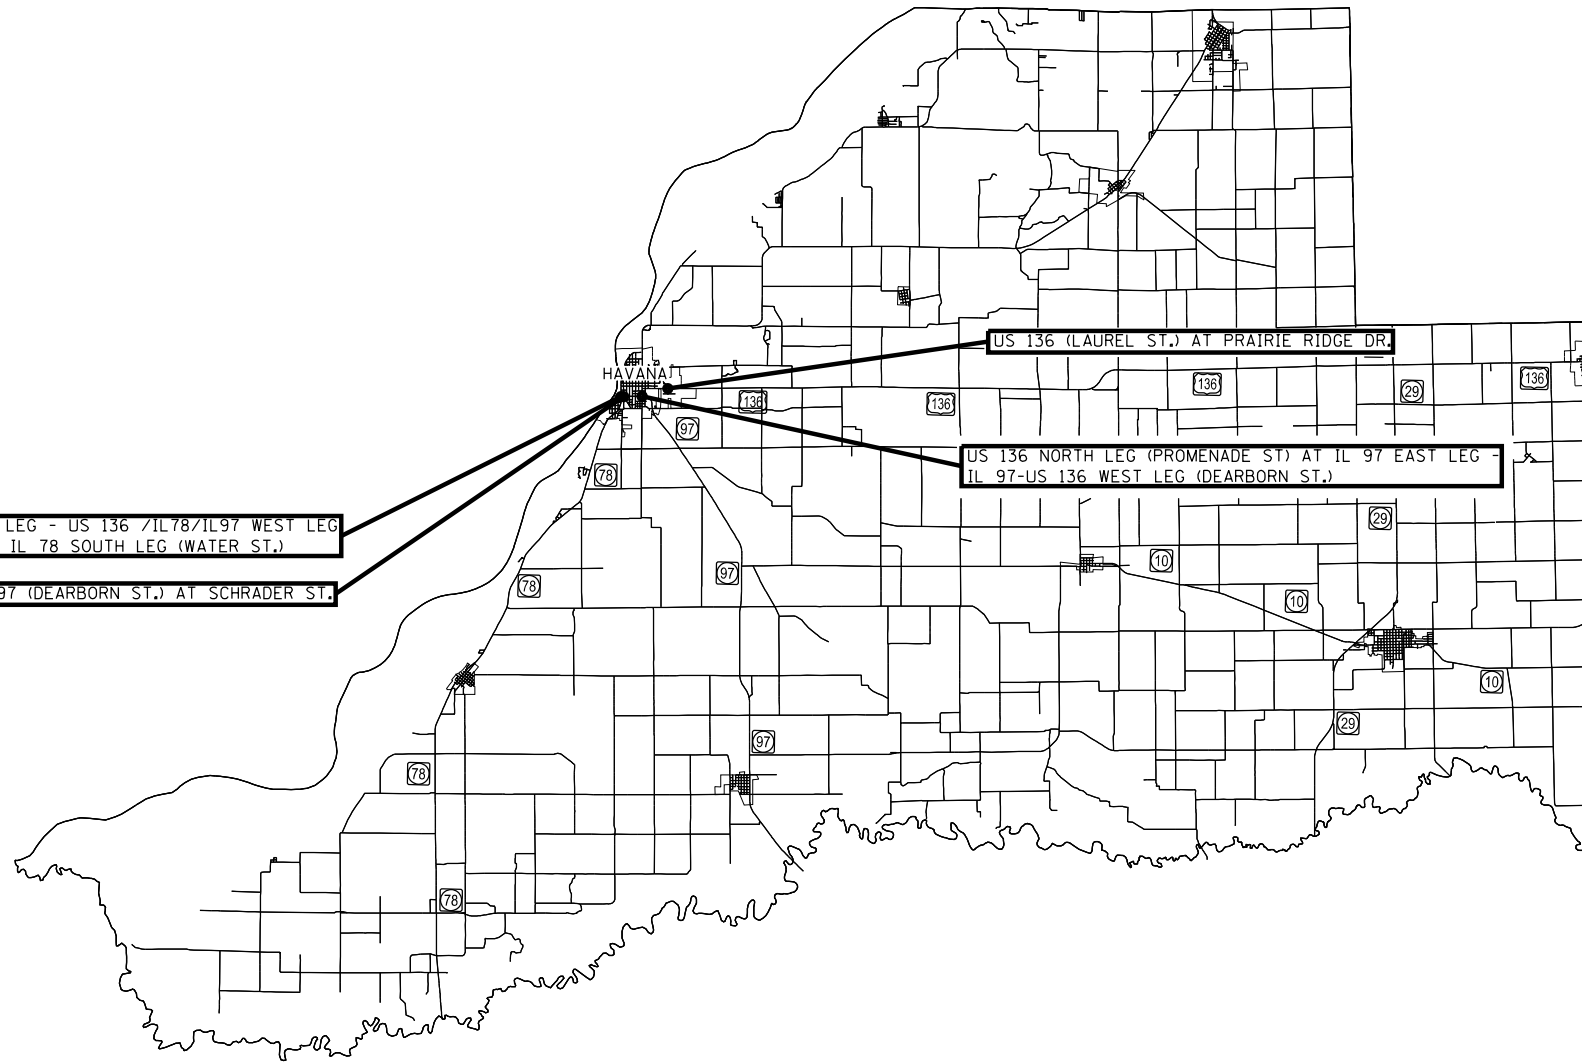 US 136 (LAUREL ST.) AT PRAIRIE RIDGE DR.
HAVANA
136
29
136
136
136
97
US 136 NORTH LEG (PROMENADE ST) AT IL 97 EAST LEG -
IL 97-US 136 WEST LEG (DEARBORN ST.)
78
LEG - US 136 /IL78/IL97 WEST LEG
IL 78 SOUTH LEG (WATER ST.)
29
10
97
78
97 (DEARBORN ST.) AT SCHRADER ST.
10
10
29
97
78
78